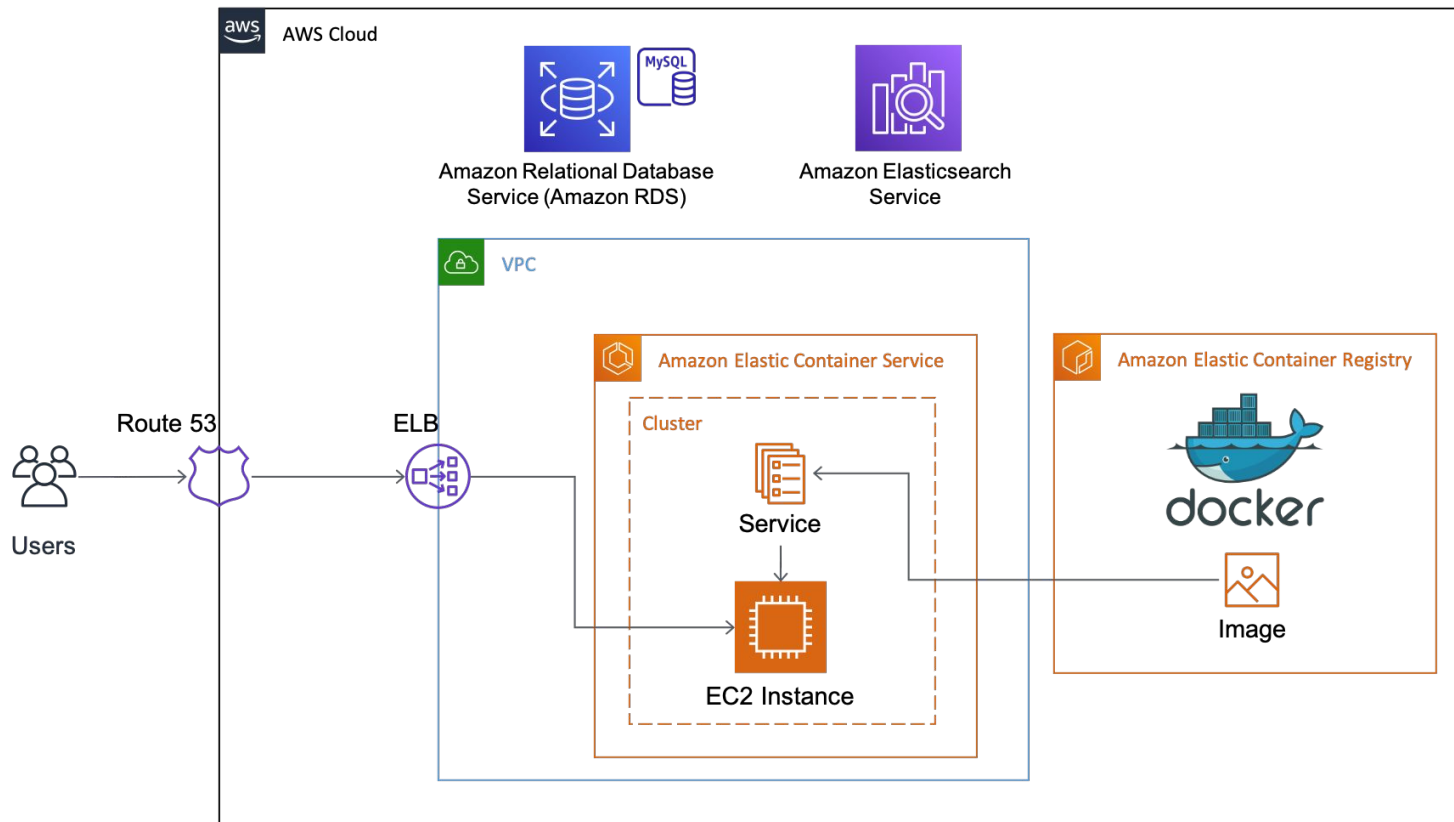 aws
AWS Cloud
MySQL
Amazon Relational Database
Service (Amazon RDS)
Amazon Elasticsearch
Service
VPC
Amazon Elastic Container Service
Amazon Elastic Container Registry
Cluster
Route 53
ELB
Users
Service
EC2 Instance
docker
Image